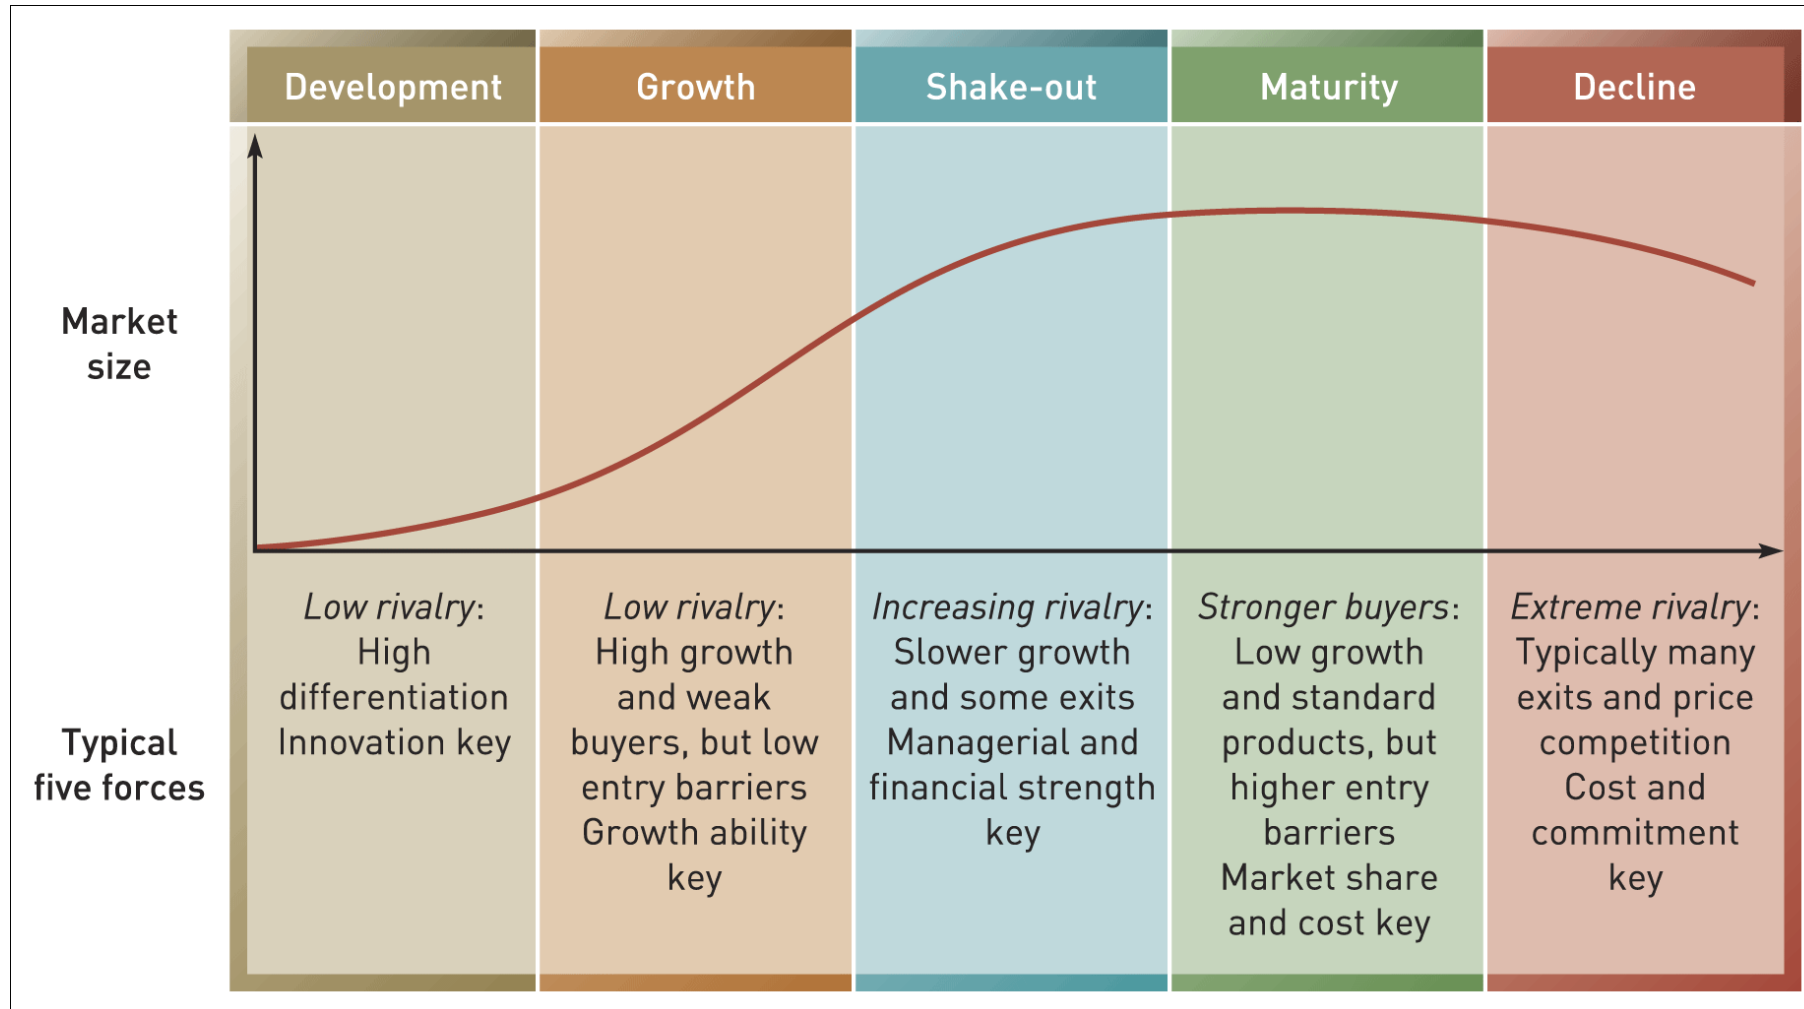 Development
Growth
Shake-out
Maturity
Decline
Market
size
Typical
five forces
Low rivalry:
High
differentiation
Innovation key
Low rivalry:
High growth
and weak
buyers, but low
entry barriers
Growth ability
key
Increasing rivalry:
Slower growth
and some exits
Managerial and
financial strength
key
Stronger buyers:
Low growth
and standard
products, but
higher entry
barriers
Market share
and cost key
Extreme rivalry:
Typically many
exits and price
competition
Cost and
commitment
key